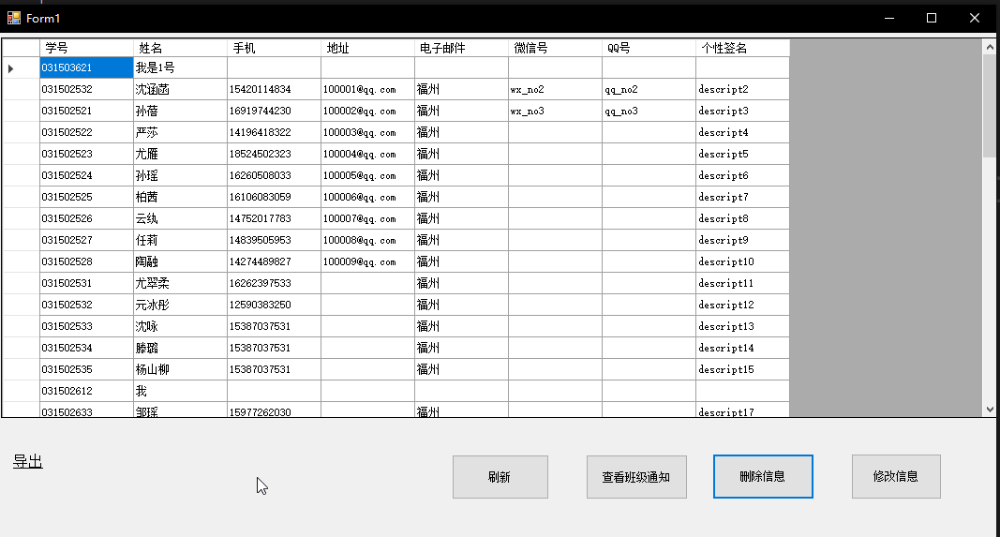 Form1
学号 姓名 手机 地址 电子邮件 微信号 QQ号 个性签名
031503621 我是1号
031502532 沈涵菡 15420114834 100001@qq.com 福州 wx_no2 qq_no2 descript2
031502521 孙蓓 16919744230 100002@qq.com 福州 wx_no3 qq_no3 descript3
031502522 严莎 14196418322 100003@qq.com 福州 descript4
031502523 尤雁 18524502323 100004@qq.com 福州 descript5
031502524 孙瑶 16260508033 100005@qq.com 福州 descript6
031502525 柏茜 16106083059 100006@qq.com 福州 descript7
031502526 云纨 14752017783 100007@qq.com 福州 descript8
031502527 任莉 14839505953 100008@qq.com 福州 descript9
031502528 陶融 14274489827 100009@qq.com 福州 descript10
031502531 尤翠柔 16262397533 福州 descript11
031502532 元冰彤 12590383250 福州 descript12
031502533 沈咏 15387037531 福州 descript13
031502534 滕璐 15387037531 福州 descript14
031502535 杨山柳 15387037531 福州 descript15
031502612 我
031502633 邹瑶 15977262030 福州 descript17
导出
刷新 查看班级通知 删除信息 修改信息